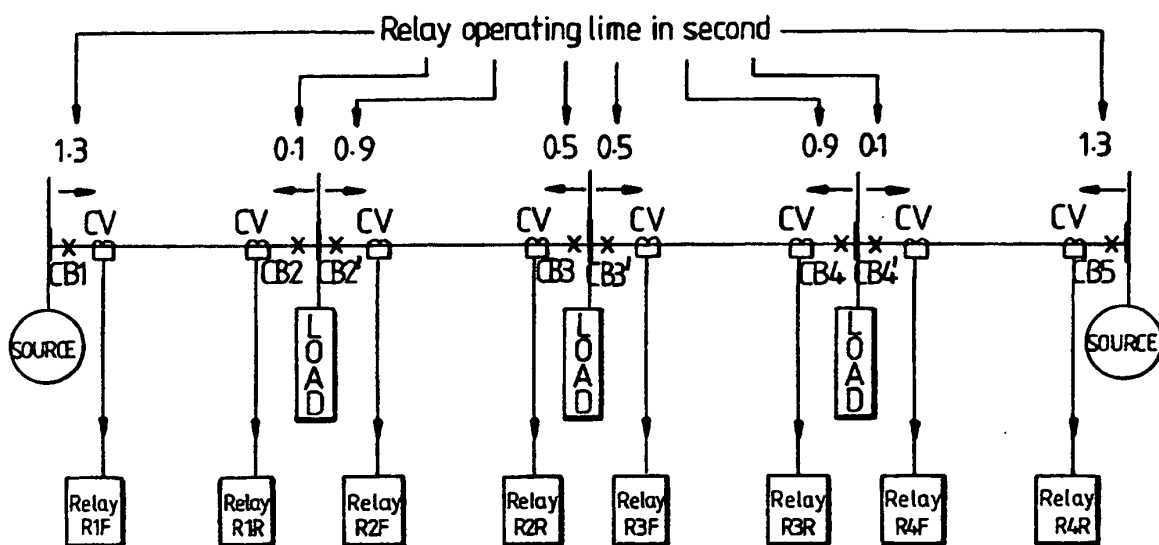 Relay operating lime in second
1·3
0·1
0·9
0·5
0·5
0·9
0·1
1·3
CV
CV
CV
CV
CV
CV
CV
CV
CB1
CB2
CB2'
CB3
CB3'
CB4
CB4'
CB5
SOURCE
LOAD
LOAD
LOAD
SOURCE
Relay
R1F
Relay
R1R
Relay
R2F
Relay
R2R
Relay
R3F
Relay
R3R
Relay
R4F
Relay
R4R